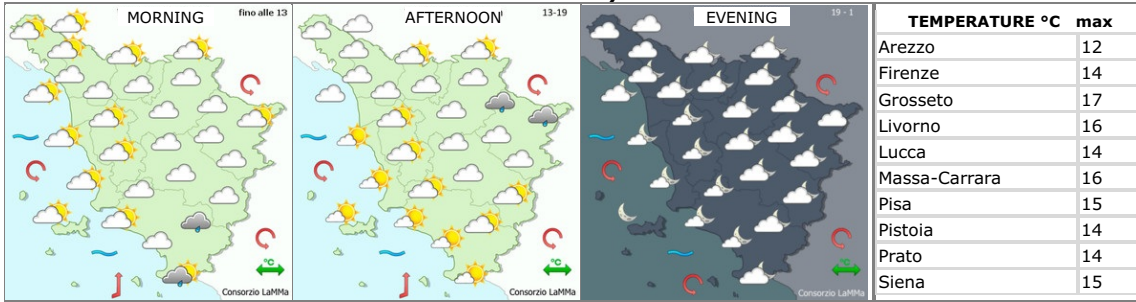 MORNING
fino alle 13
°C
Consorzio LaMMa
AFTERNOON
13-19
°C
Consorzio LaMMa
EVENING
19 - 1
°C
Consorzio LaMMa
TEMPERATURE °C max
Arezzo 12
Firenze 14
Grosseto 17
Livorno 16
Lucca 14
Massa-Carrara 16
Pisa 15
Pistoia 14
Prato 14
Siena 15